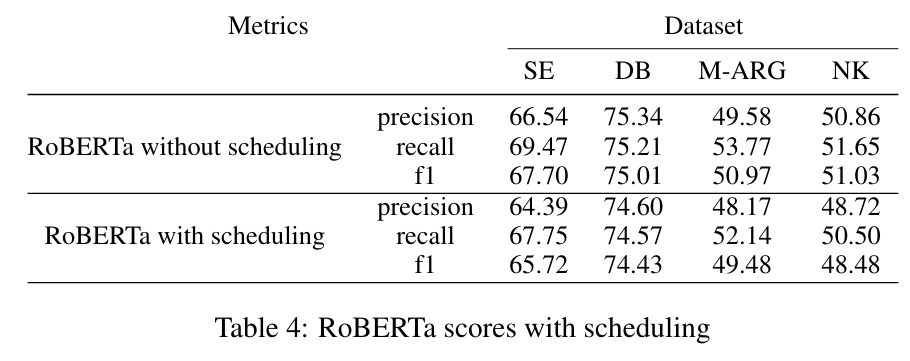 Metrics Dataset
SE DB M-ARG NK
precision 66.54 75.34 49.58 50.86
RoBERTa without scheduling recall 69.47 75.21 53.77 51.65
f1 67.70 75.01 50.97 51.03
precision 64.39 74.60 48.17 48.72
RoBERTa with scheduling recall 67.75 74.57 52.14 50.50
f1 65.72 74.43 49.48 48.48
Table 4: RoBERTa scores with scheduling